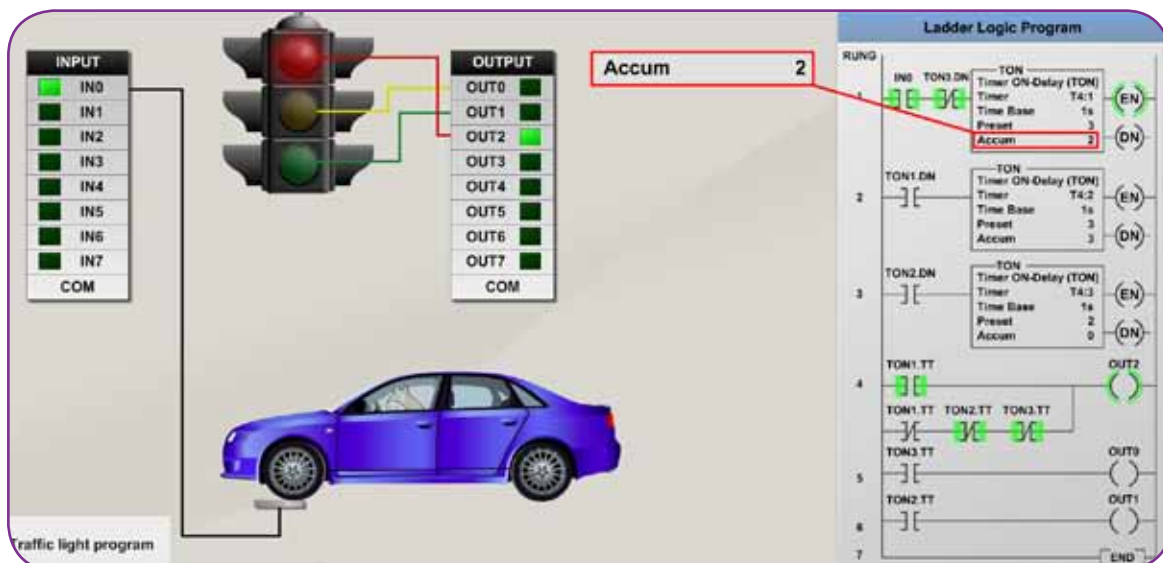 INPUT
IN0
IN1
IN2
IN3
IN4
IN5
IN6
IN7
COM
OUTPUT
OUT0
OUT1
OUT2
OUT3
OUT4
OUT5
OUT6
OUT7
COM
Accum 2
raffic light program
Ladder Logic Program
RUNG
1
IN0 TON3.DN
TON
Timer ON-Delay (TON)
Timer T4:1
Time Base 1s
Preset 3
Accum 2
EN
DN
2
TON1.DN
TON
Timer ON-Delay (TON)
Timer T4:2
Time Base 1s
Preset 3
Accum 3
EN
DN
3
TON2.DN
TON
Timer ON-Delay (TON)
Timer T4:3
Time Base 1s
Preset 2
Accum 0
EN
DN
4
TON1.TT OUT2
TON1.TT TON2.TT TON3.TT
5
TON3.TT OUT0
6
TON2.TT OUT1
7
END